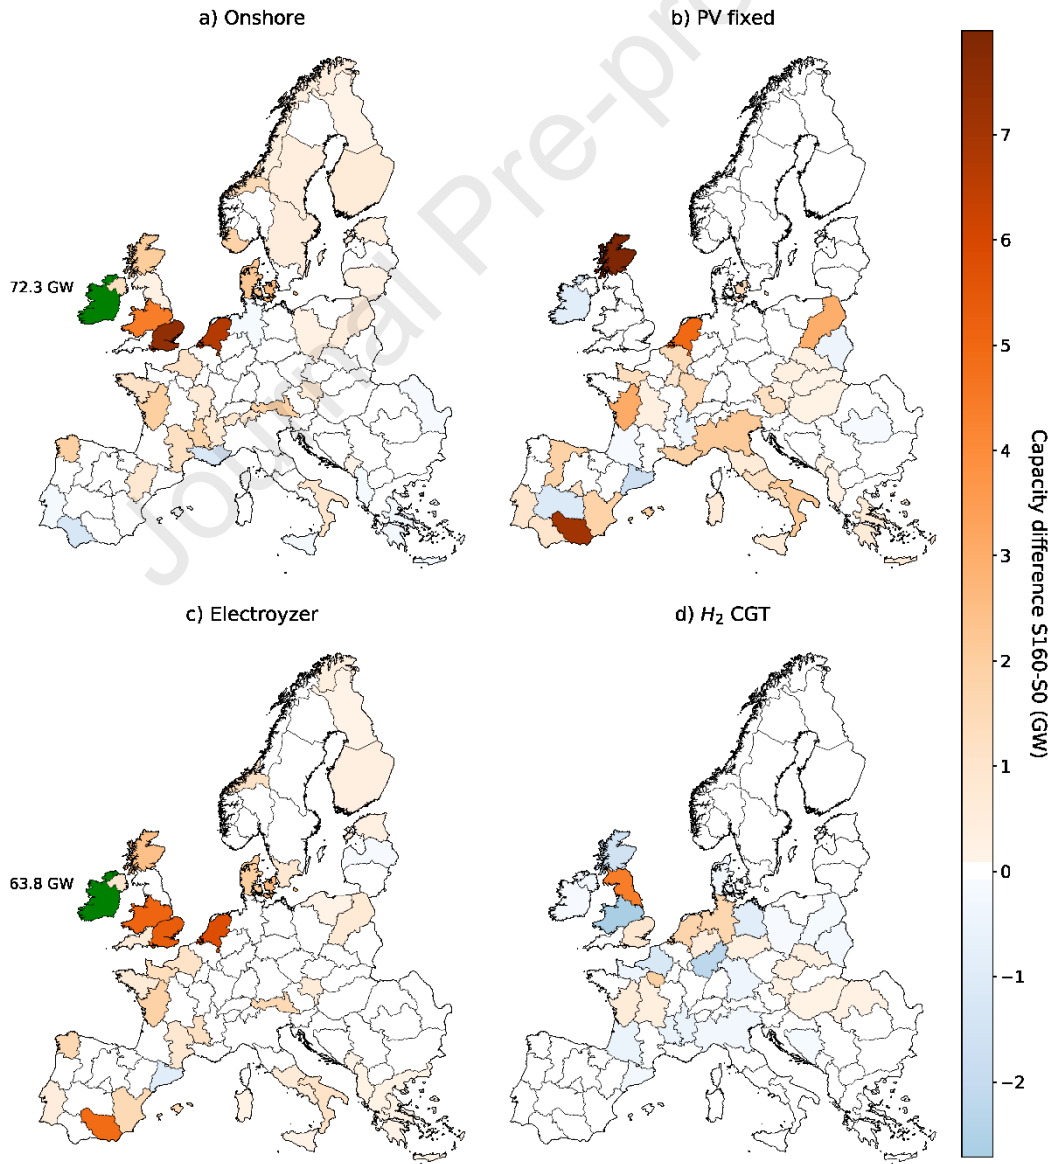 a) Onshore
b) PV fixed
72.3 GW
c) Electroyzer
d) H₂ CGT
63.8 GW
7
6
5
4
3
2
1
0
−1
−2
Capacity difference S160-S0 (GW)
Journal Pre-pro